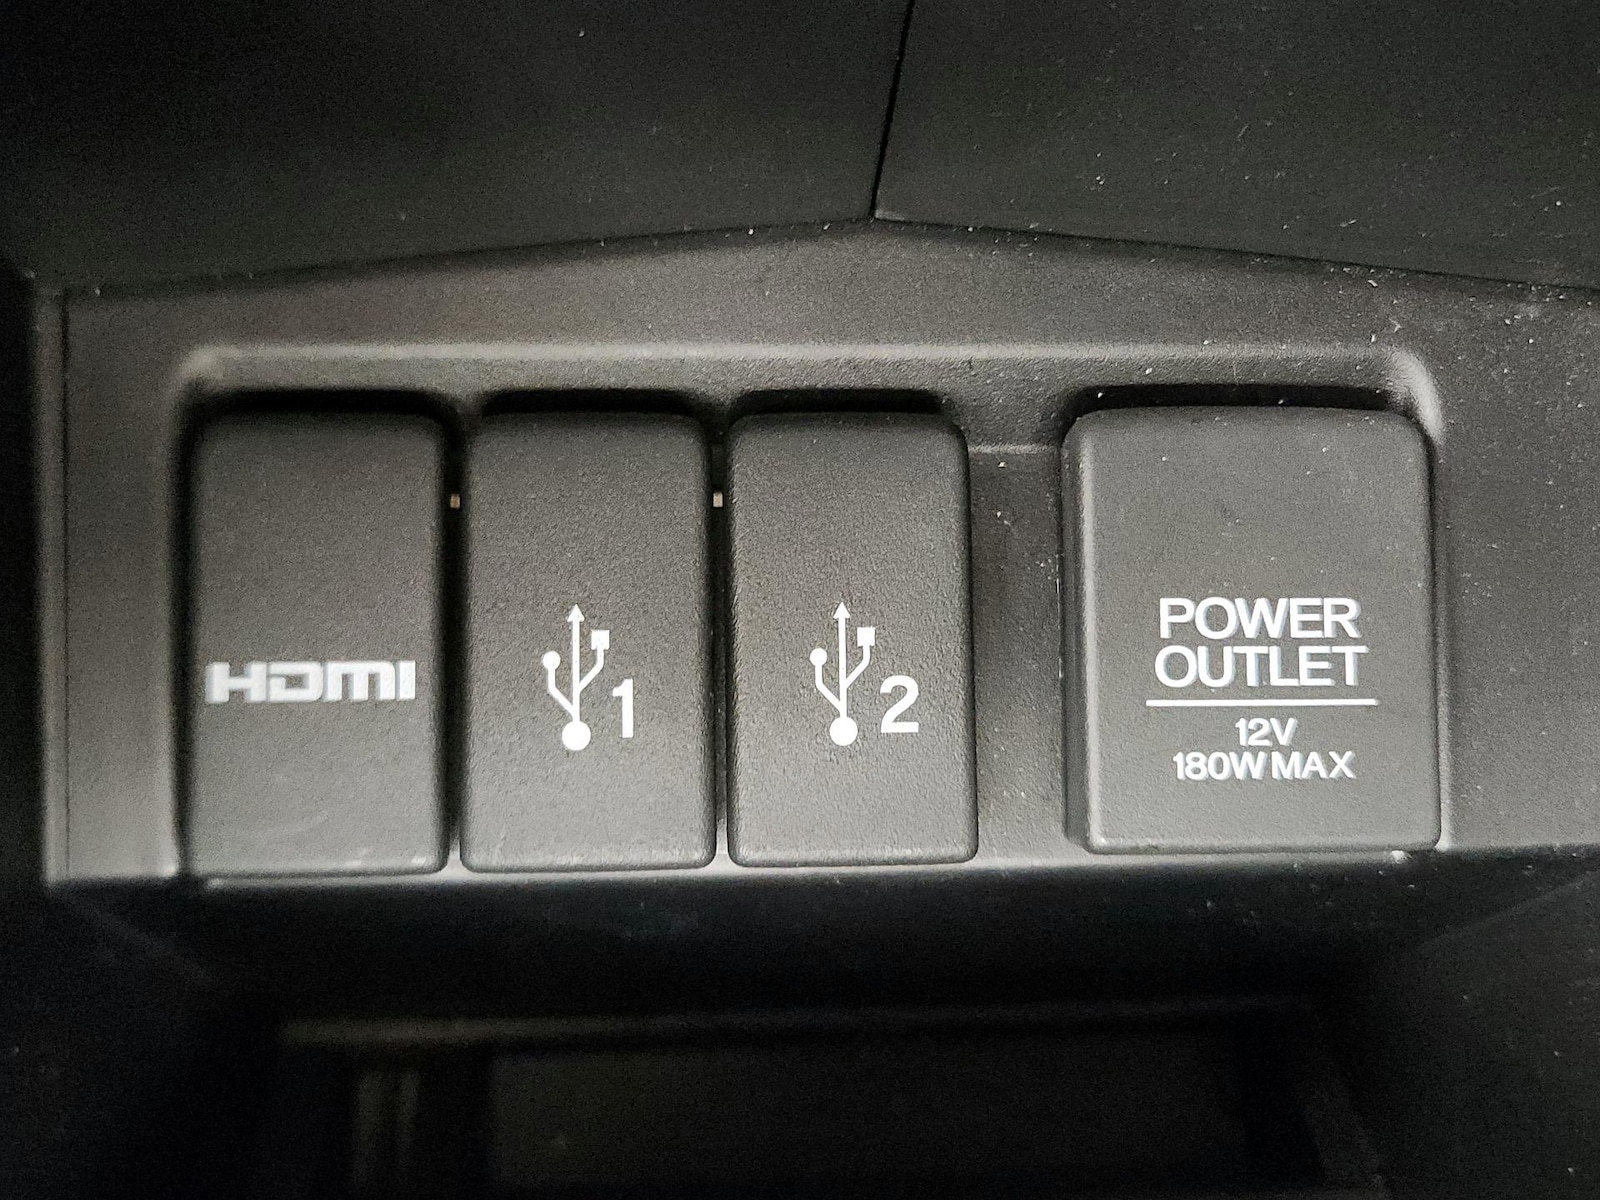 HDMI
1
2
POWER
OUTLET
12V
180W MAX